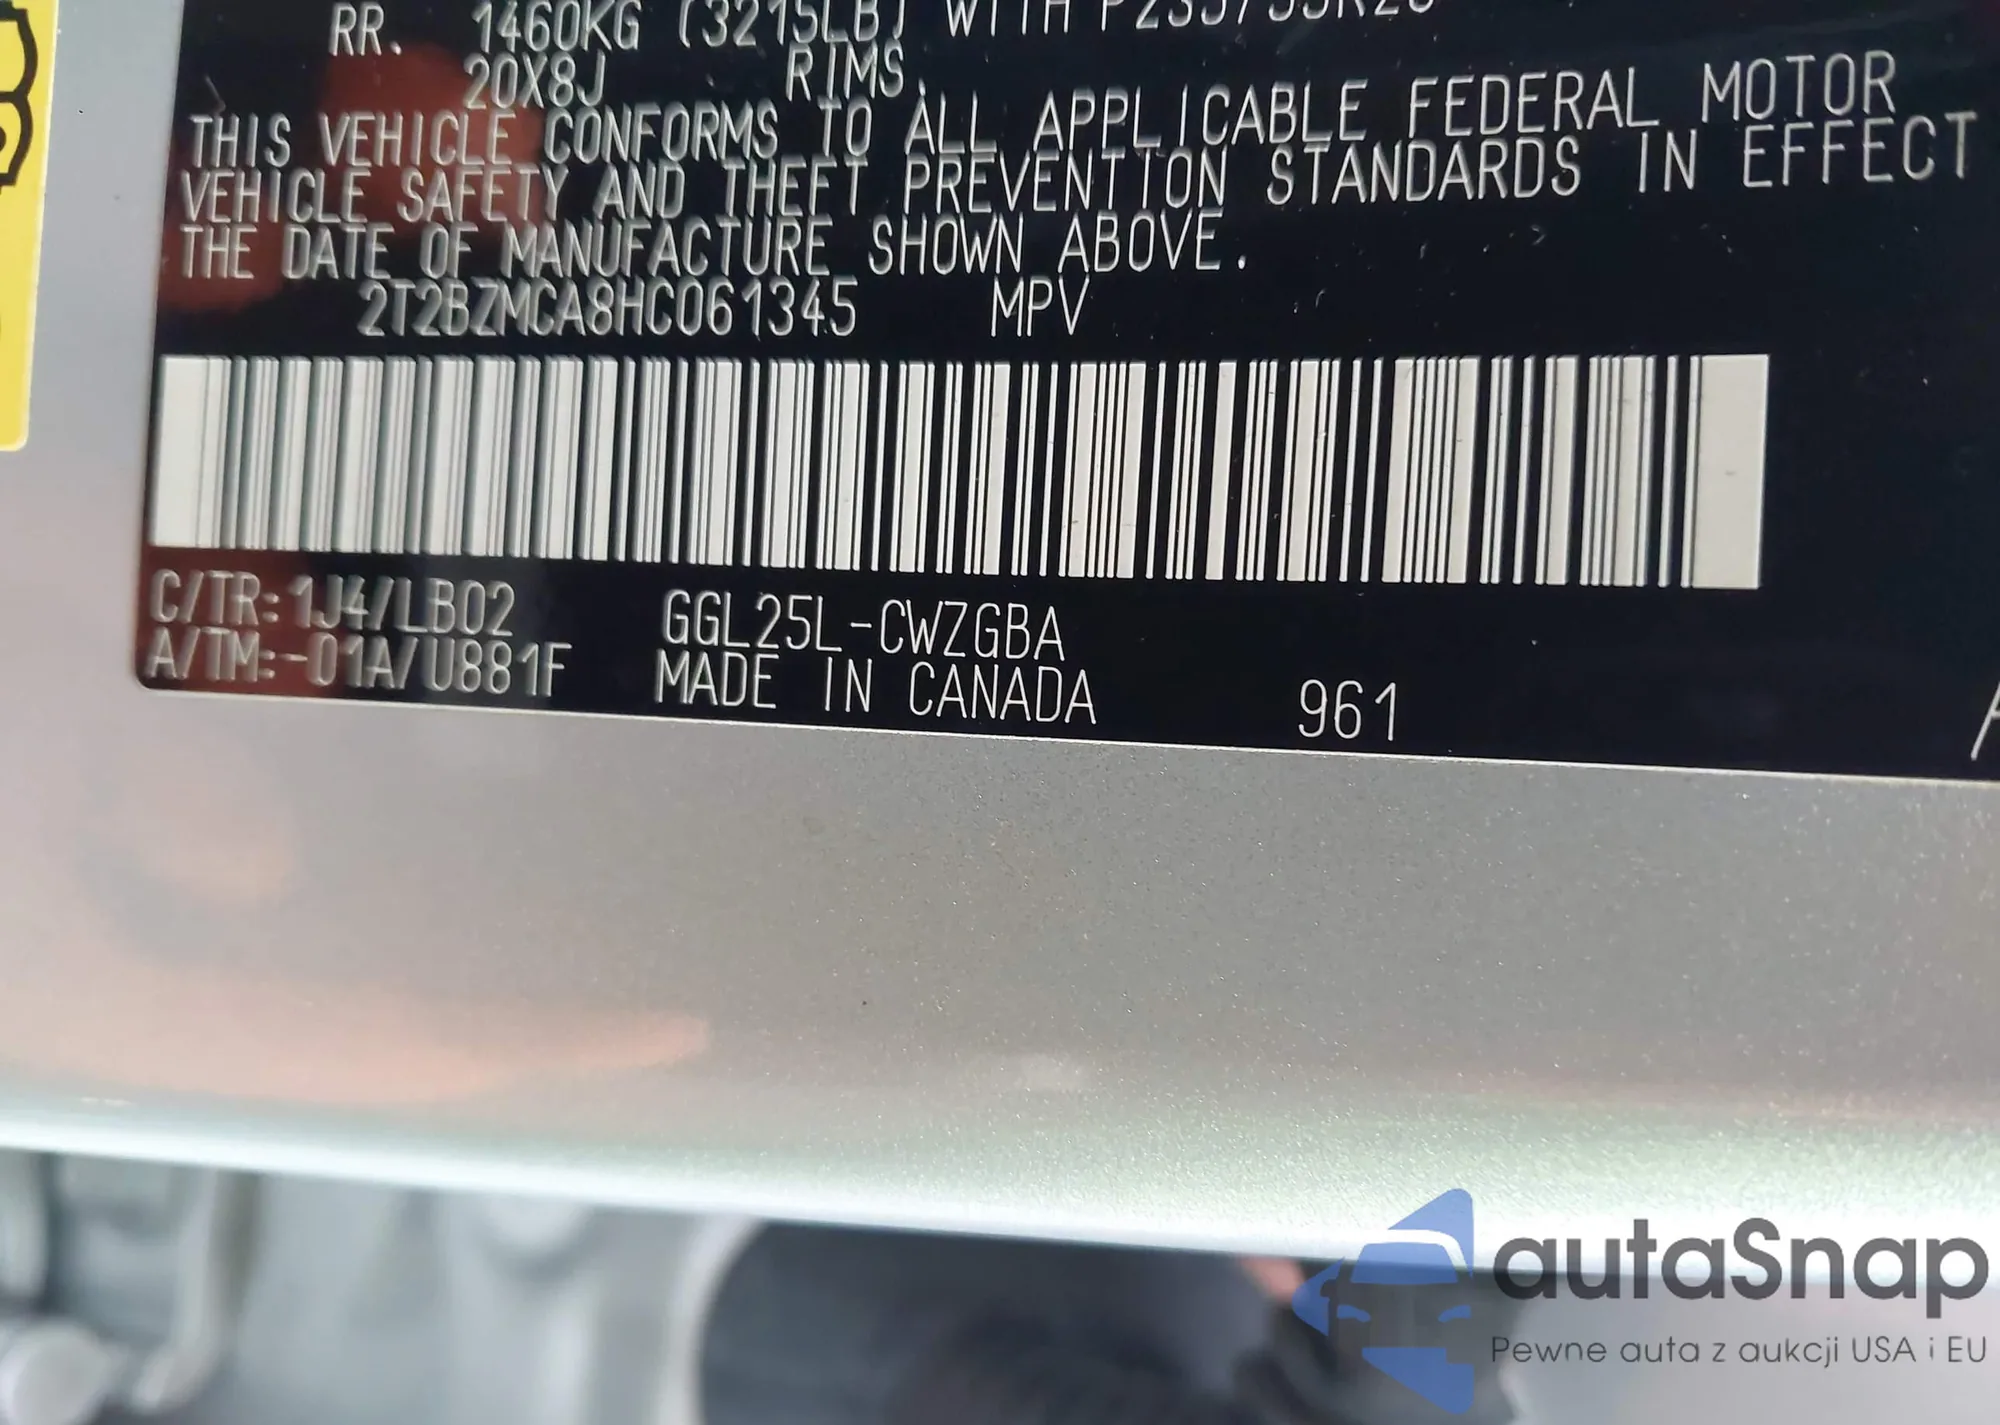 RR. 1460KG (3215LB) WITH P235/55R20
20X8J RIMS.
THIS VEHICLE CONFORMS TO ALL APPLICABLE FEDERAL MOTOR
VEHICLE SAFETY AND THEFT PREVENTION STANDARDS IN EFFECT
THE DATE OF MANUFACTURE SHOWN ABOVE.
2T2BZMCA8HC061345 MPV
C/TR:1J4/LB02 GGL25L-CWZGBA
A/TM:-01A/U881F MADE IN CANADA 961
autaSnap
Pewne auta z aukcji USA i EU